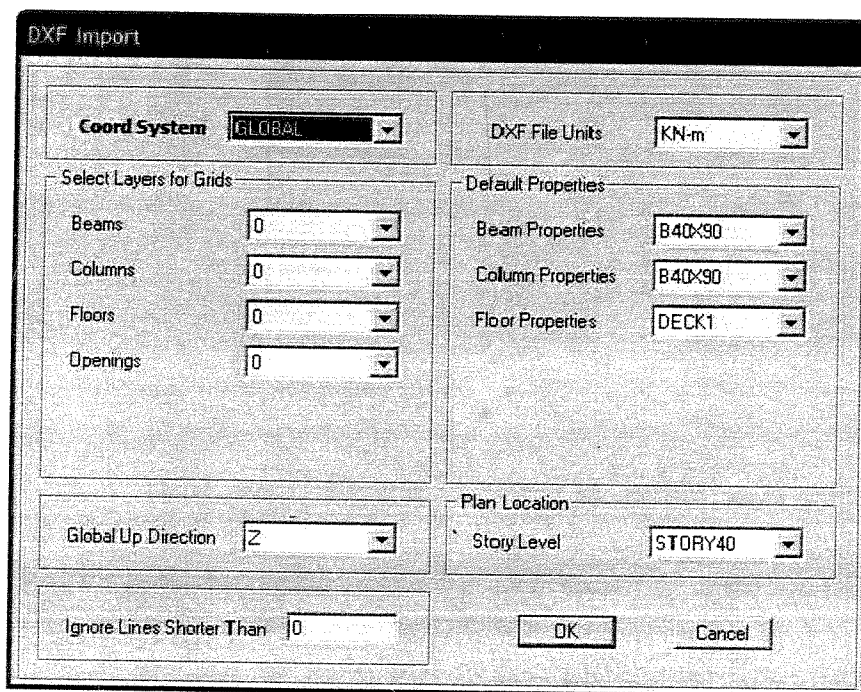 DXF Import
Coord System GLOBAL
DXF File Units KN-m
Select Layers for Grids
Beams 0
Columns 0
Floors 0
Openings 0
Default Properties
Beam Properties B40X90
Column Properties B40X90
Floor Properties DECK1
Global Up Direction Z
Plan Location
Story Level STORY40
Ignore Lines Shorter Than 0
OK
Cancel